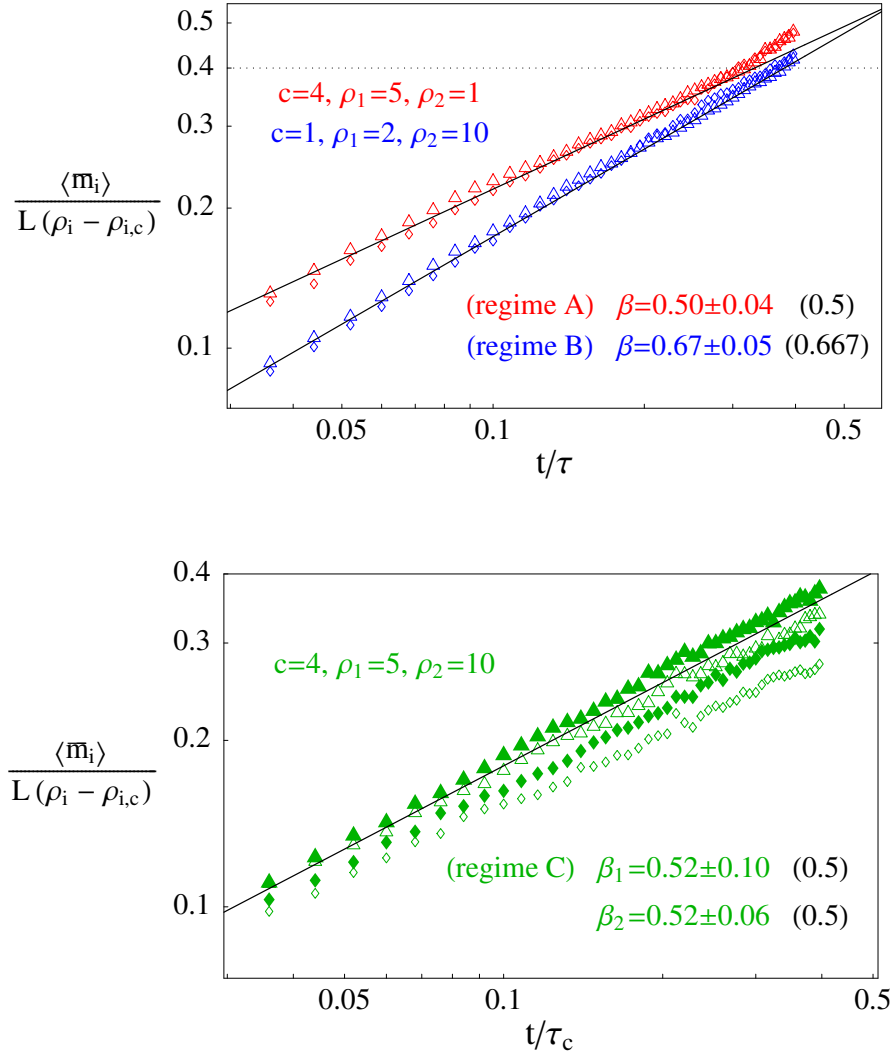 0.5
0.4
0.3
0.2
0.1
⟨m̅ᵢ⟩
L (ρᵢ − ρᵢ,c)
c=4, ρ₁=5, ρ₂=1
c=1, ρ₁=2, ρ₂=10
(regime A) β=0.50±0.04 (0.5)
(regime B) β=0.67±0.05 (0.667)
0.05 0.1 0.5
t/τ
0.4
0.3
0.2
0.1
⟨m̅ᵢ⟩
L (ρᵢ − ρᵢ,c)
c=4, ρ₁=5, ρ₂=10
(regime C) β₁=0.52±0.10 (0.5)
β₂=0.52±0.06 (0.5)
0.05 0.1 0.5
t/τ_c